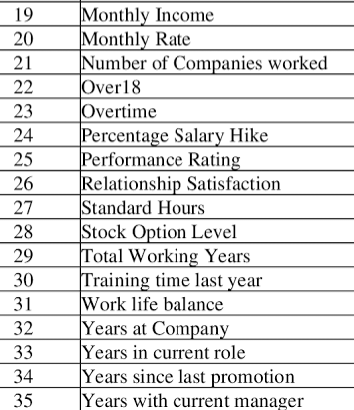 19 Monthly Income
20 Monthly Rate
21 Number of Companies worked
22 Over18
23 Overtime
24 Percentage Salary Hike
25 Performance Rating
26 Relationship Satisfaction
27 Standard Hours
28 Stock Option Level
29 Total Working Years
30 Training time last year
31 Work life balance
32 Years at Company
33 Years in current role
34 Years since last promotion
35 Years with current manager